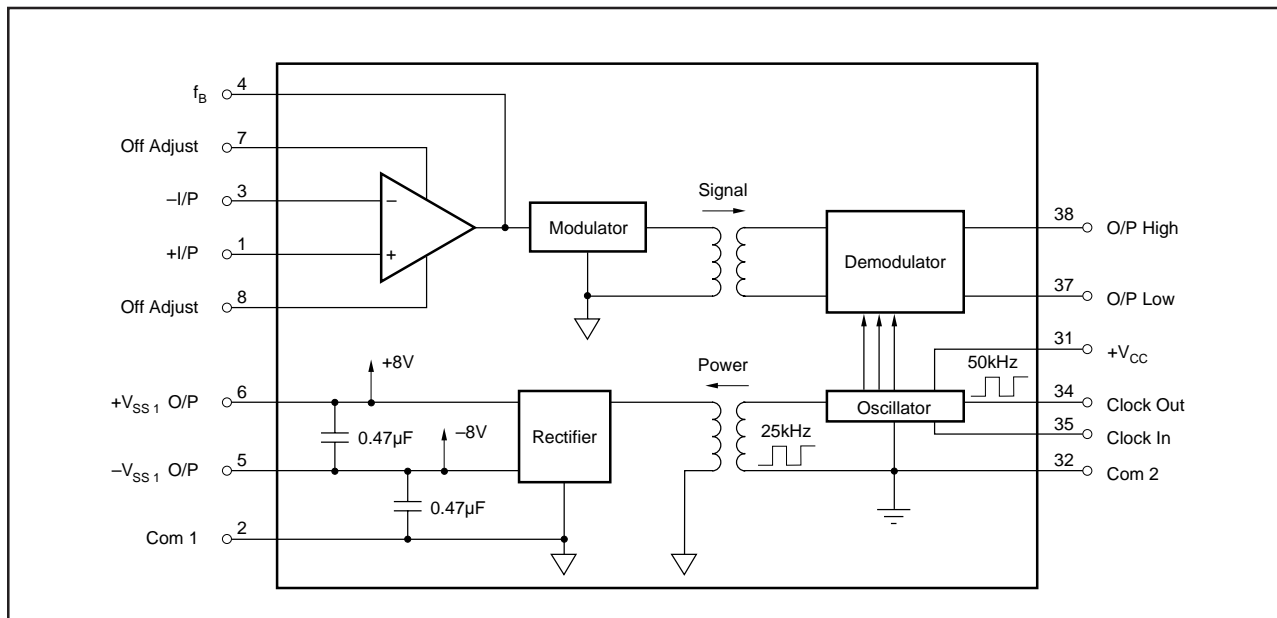 4
f_B
7
Off Adjust
3
–I/P
–
Signal
38
O/P High
Modulator
1
+I/P
+
Demodulator
8
Off Adjust
37
O/P Low
31
+V_CC
+8V
Power
50kHz
6
+V_SS 1 O/P
34
Clock Out
Oscillator
0.47µF
–8V
Rectifier
35
Clock In
25kHz
5
–V_SS 1 O/P
32
Com 2
0.47µF
2
Com 1